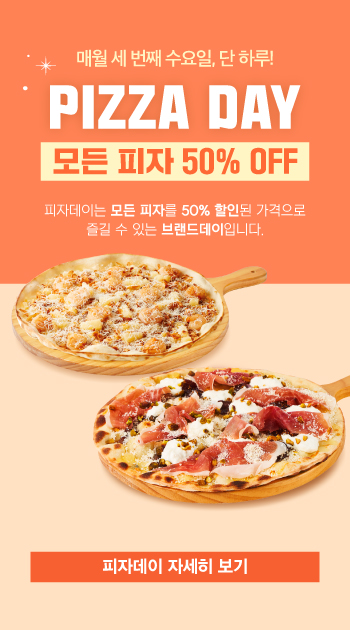 매월 세 번째 수요일, 단 하루!
PIZZA DAY
모든 피자 50% OFF
피자데이는 모든 피자를 50% 할인된 가격으로
즐길 수 있는 브랜드데이입니다.
피자데이 자세히 보기